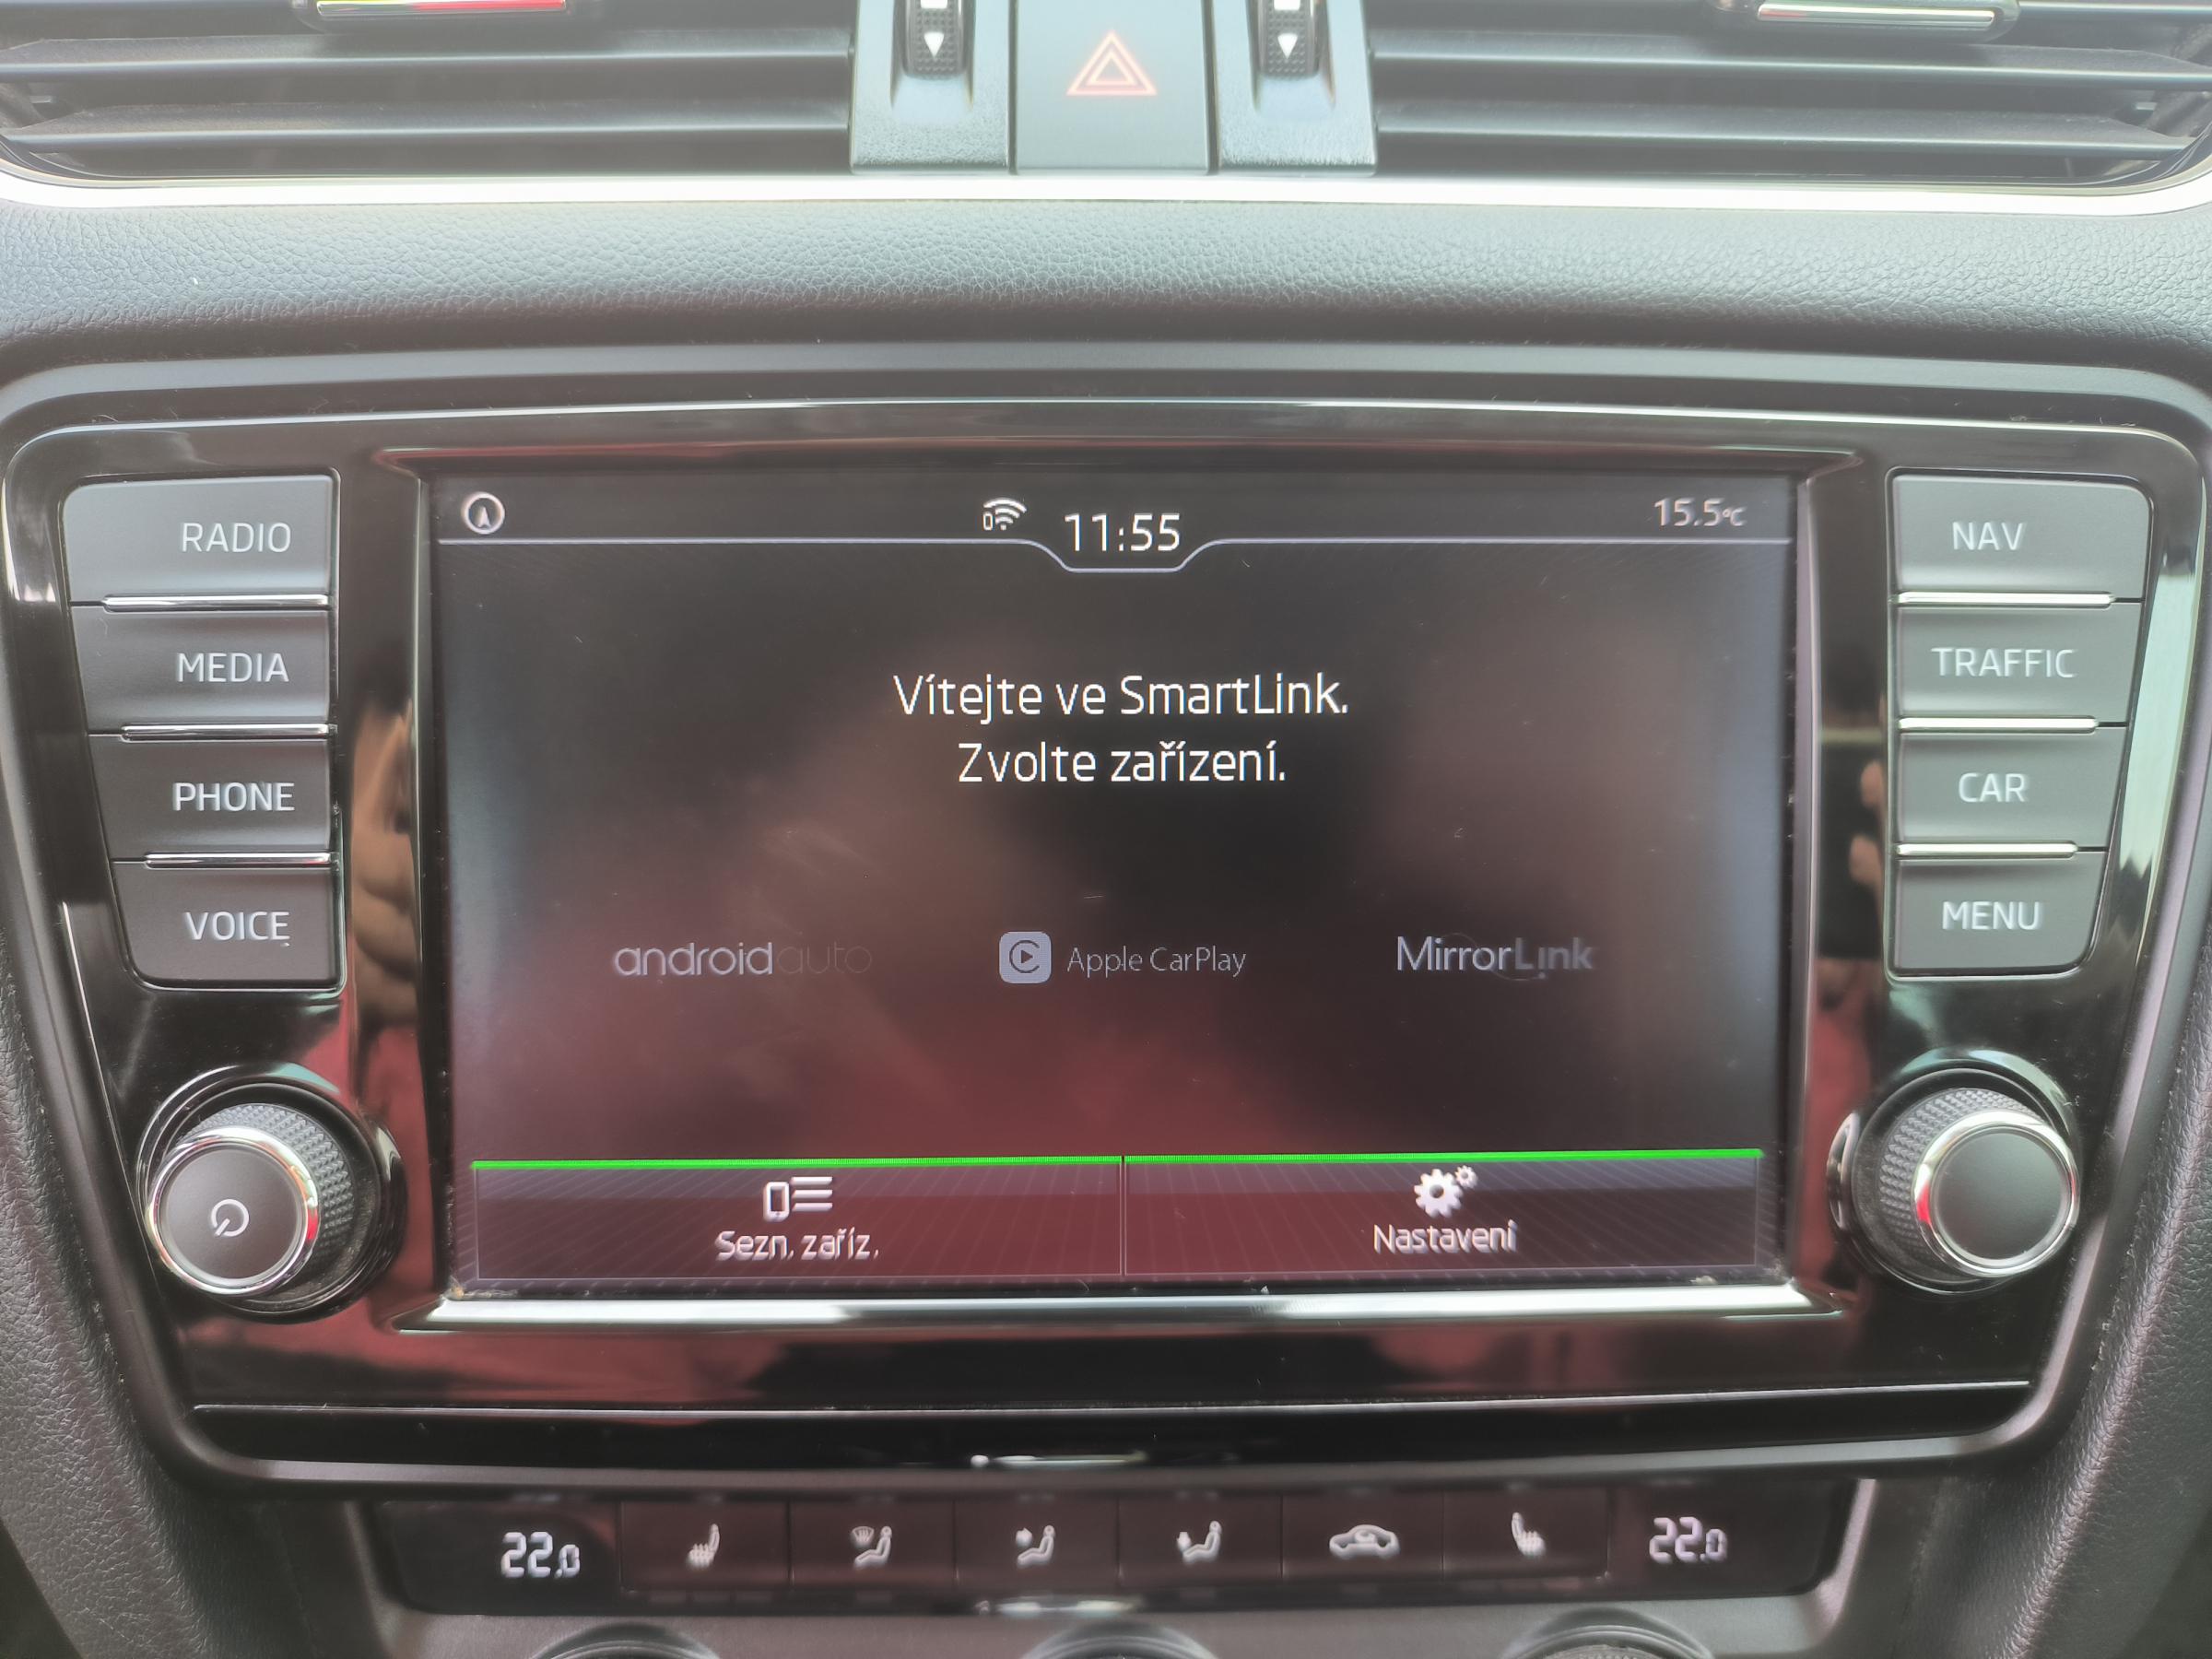 11:55
15.5°C
RADIO
MEDIA
PHONE
VOICE
Vítejte ve SmartLink.
Zvolte zařízení.
androidauto
Apple CarPlay
MirrorLink
Sezn. zaříz.
Nastavení
NAV
TRAFFIC
CAR
MENU
22.0
22.0